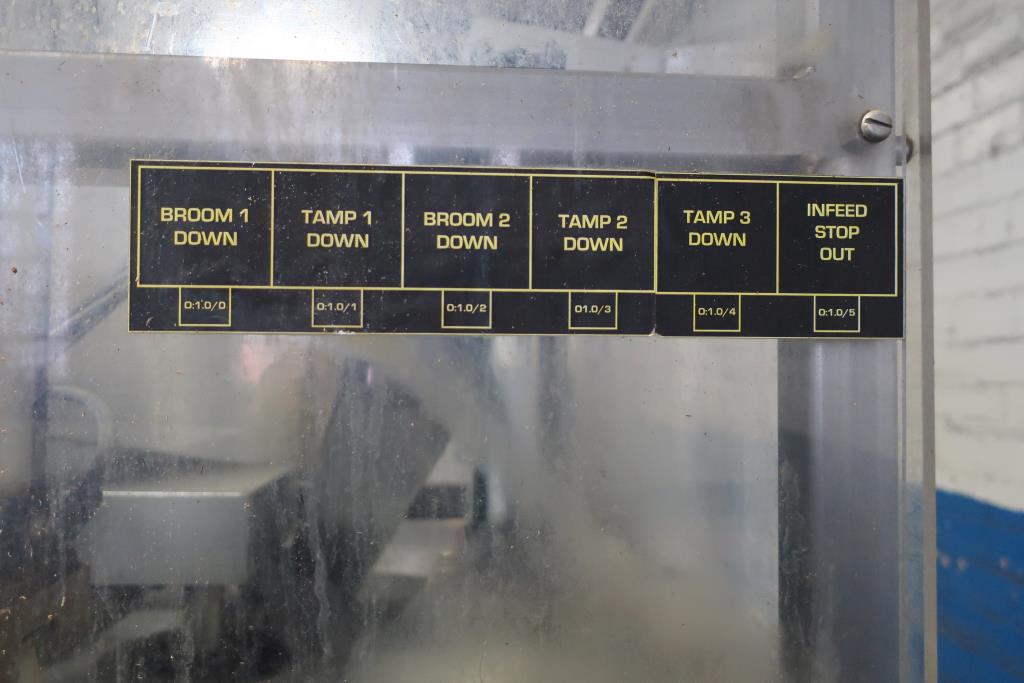 BROOM 1
DOWN
TAMP 1
DOWN
BROOM 2
DOWN
TAMP 2
DOWN
TAMP 3
DOWN
INFEED
STOP
OUT
O:1.0/0
O:1.0/1
O:1.0/2
O1.0/3
O:1.0/4
O:1.0/5